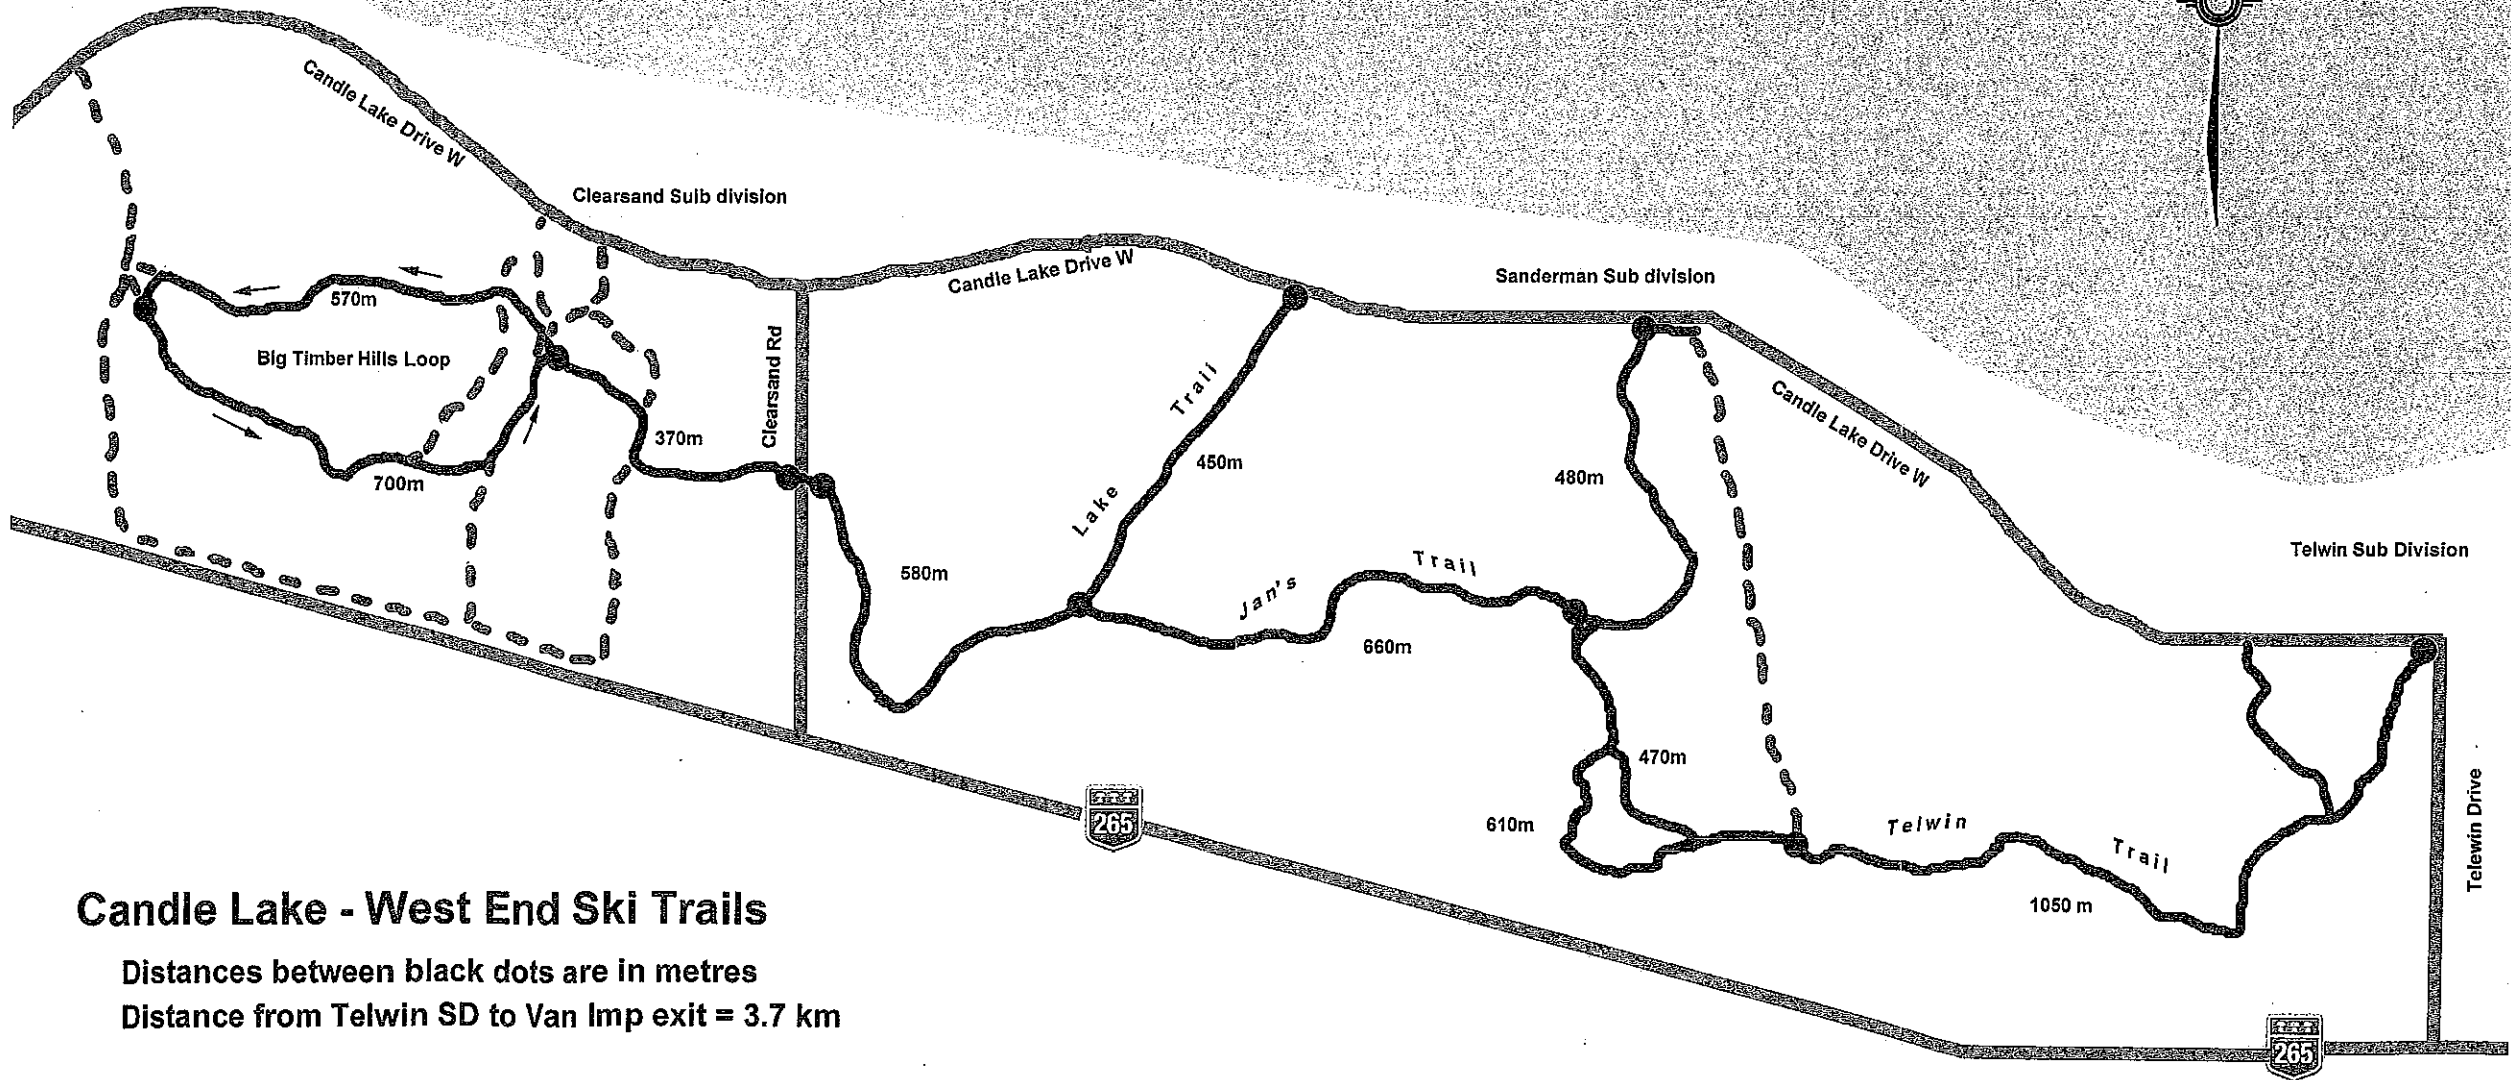 Candle Lake Drive W
Clearsand Suib division
Candle Lake Drive W
Sanderman Sub division
570m
Big Timber Hills Loop
Clearsand Rd
Lake Trail
Candle Lake Drive W
370m
450m
480m
700m
580m
Jan's Trail
Telwin Sub Division
660m
470m
610m
265
Telwin Trail
Telewin Drive
1050 m
Candle Lake - West End Ski Trails
Distances between black dots are in metres
Distance from Telwin SD to Van Imp exit = 3.7 km
265